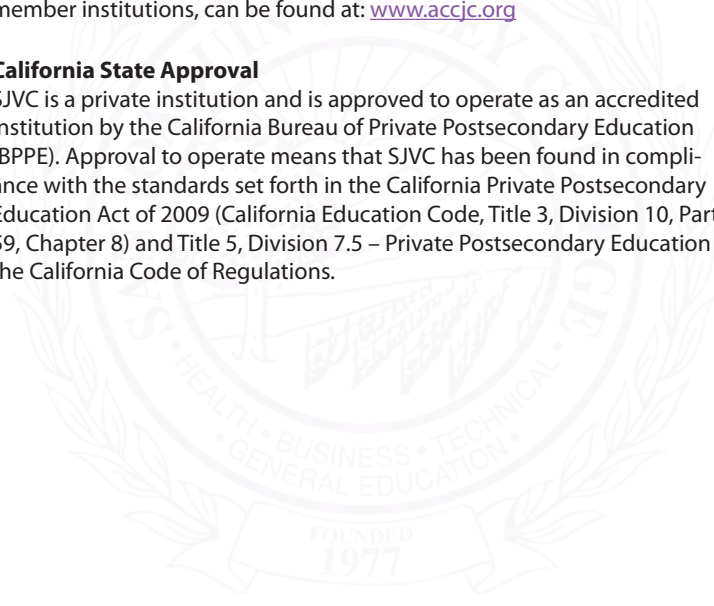 member institutions, can be found at: www.accjc.org
California State Approval
SJVC is a private institution and is approved to operate as an accredited
institution by the California Bureau of Private Postsecondary Education
(BPPE). Approval to operate means that SJVC has been found in compli-
ance with the standards set forth in the California Private Postsecondary
Education Act of 2009 (California Education Code, Title 3, Division 10, Part
59, Chapter 8) and Title 5, Division 7.5 – Private Postsecondary Education
the California Code of Regulations.
• HEALTH • BUSINESS • TECHNICAL •
• GENERAL EDUCATION •
FOUNDED
1977